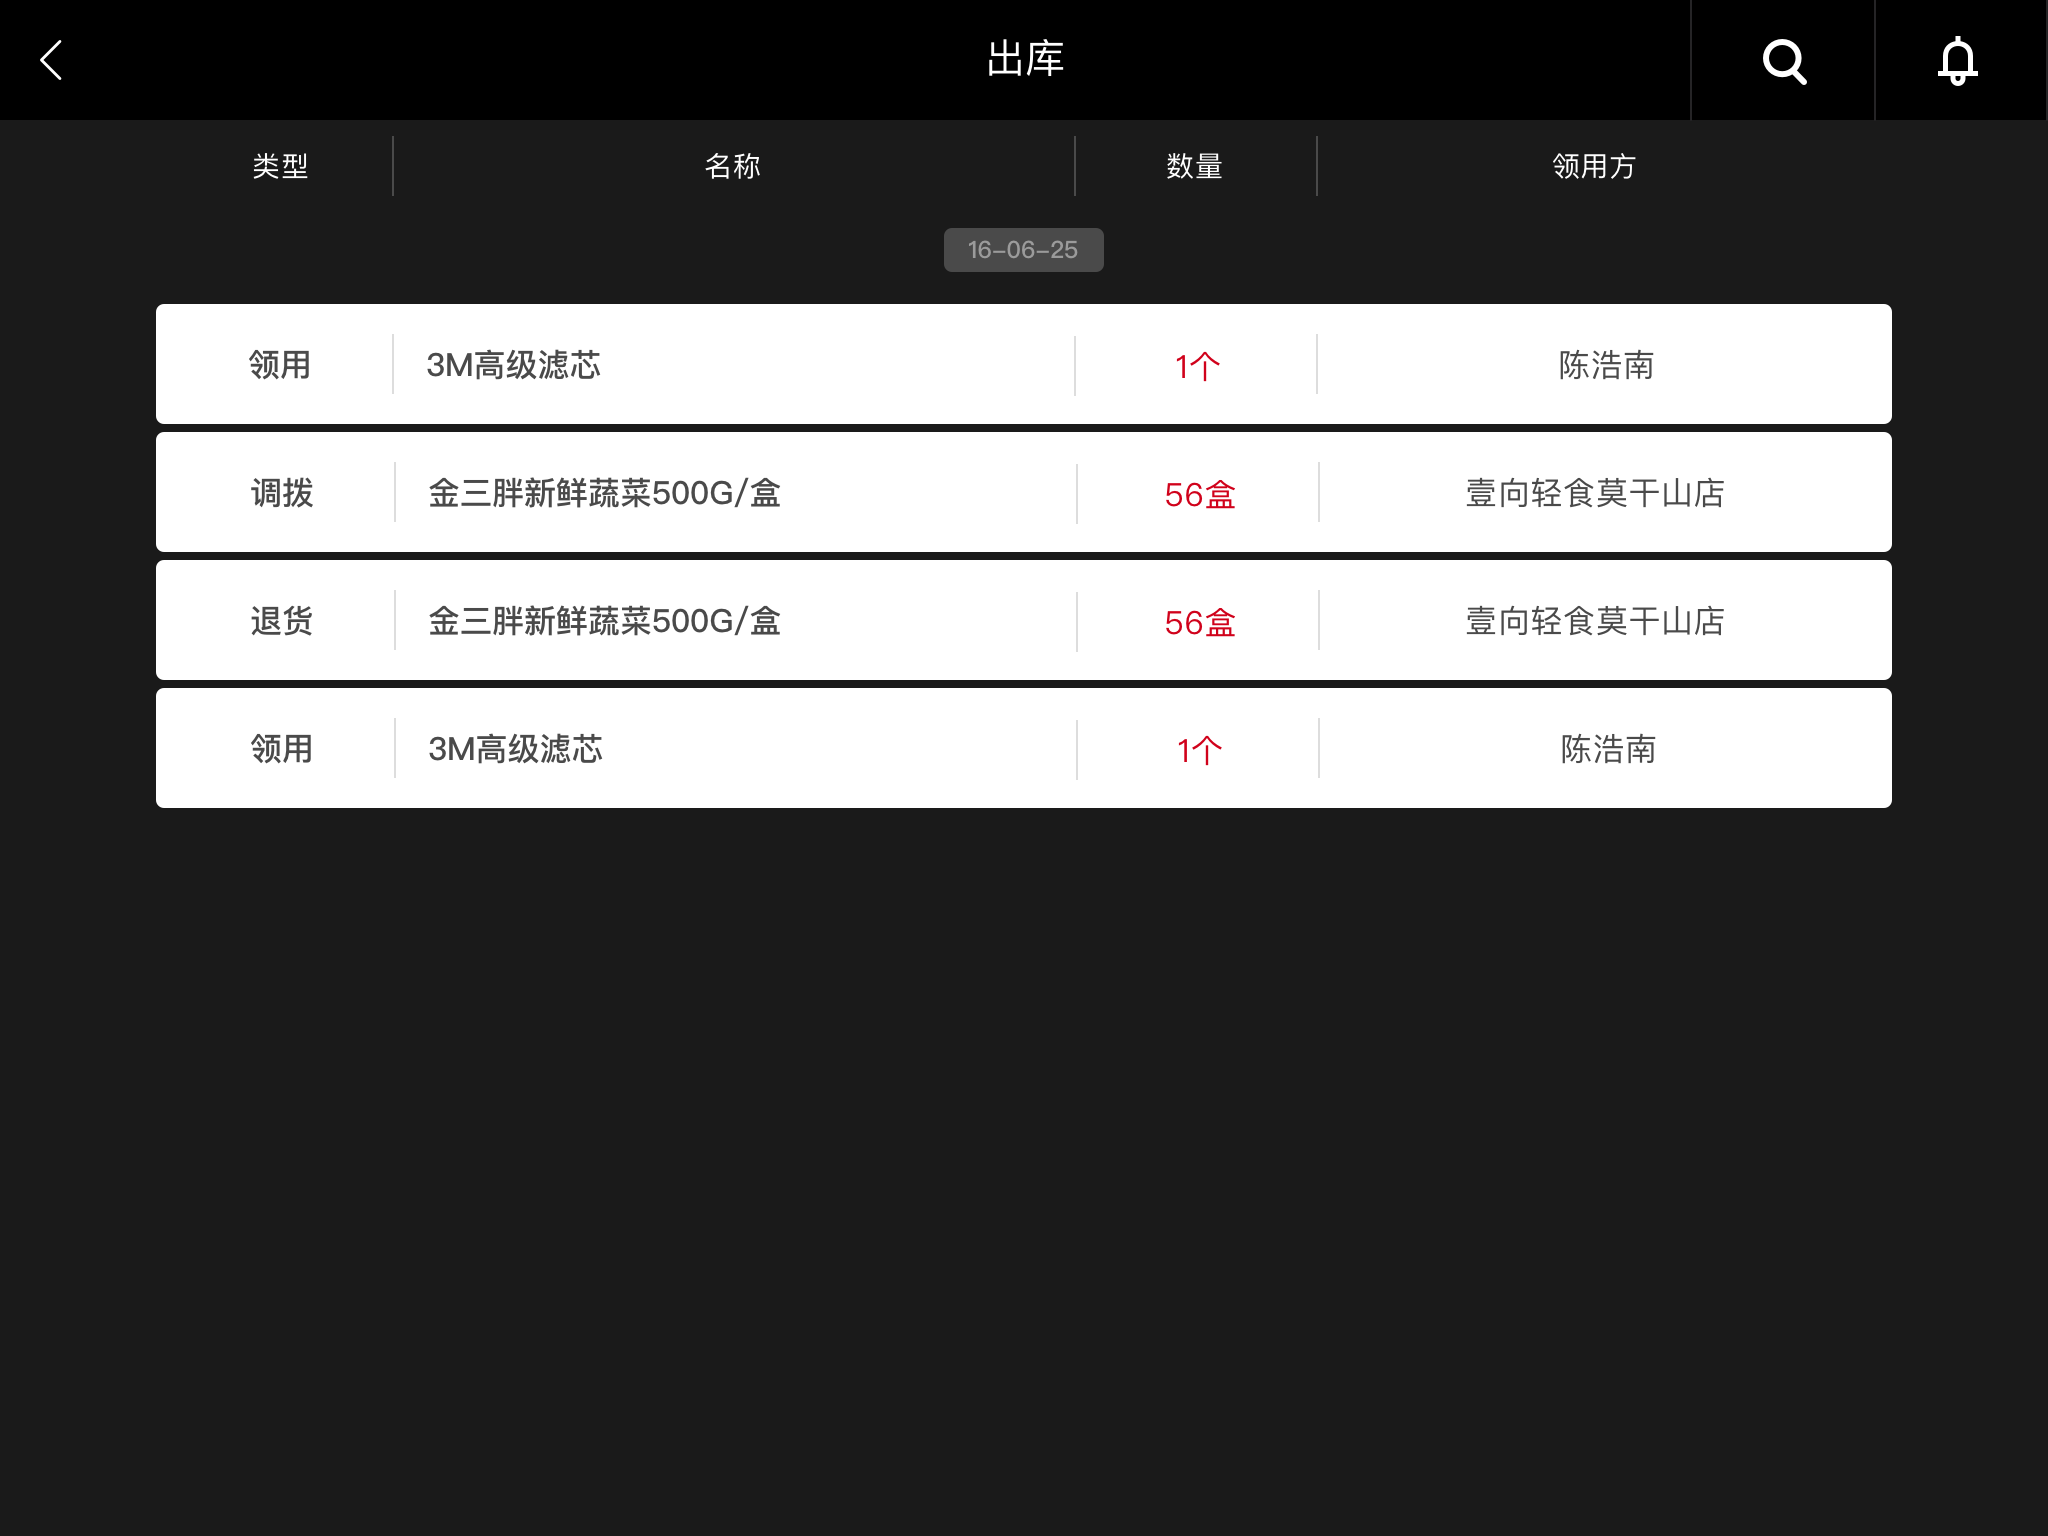 出库
类型 名称 数量 领用方
16-06-25
领用 3M高级滤芯 1个 陈浩南
调拨 金三胖新鲜蔬菜500G/盒 56盒 壹向轻食莫干山店
退货 金三胖新鲜蔬菜500G/盒 56盒 壹向轻食莫干山店
领用 3M高级滤芯 1个 陈浩南